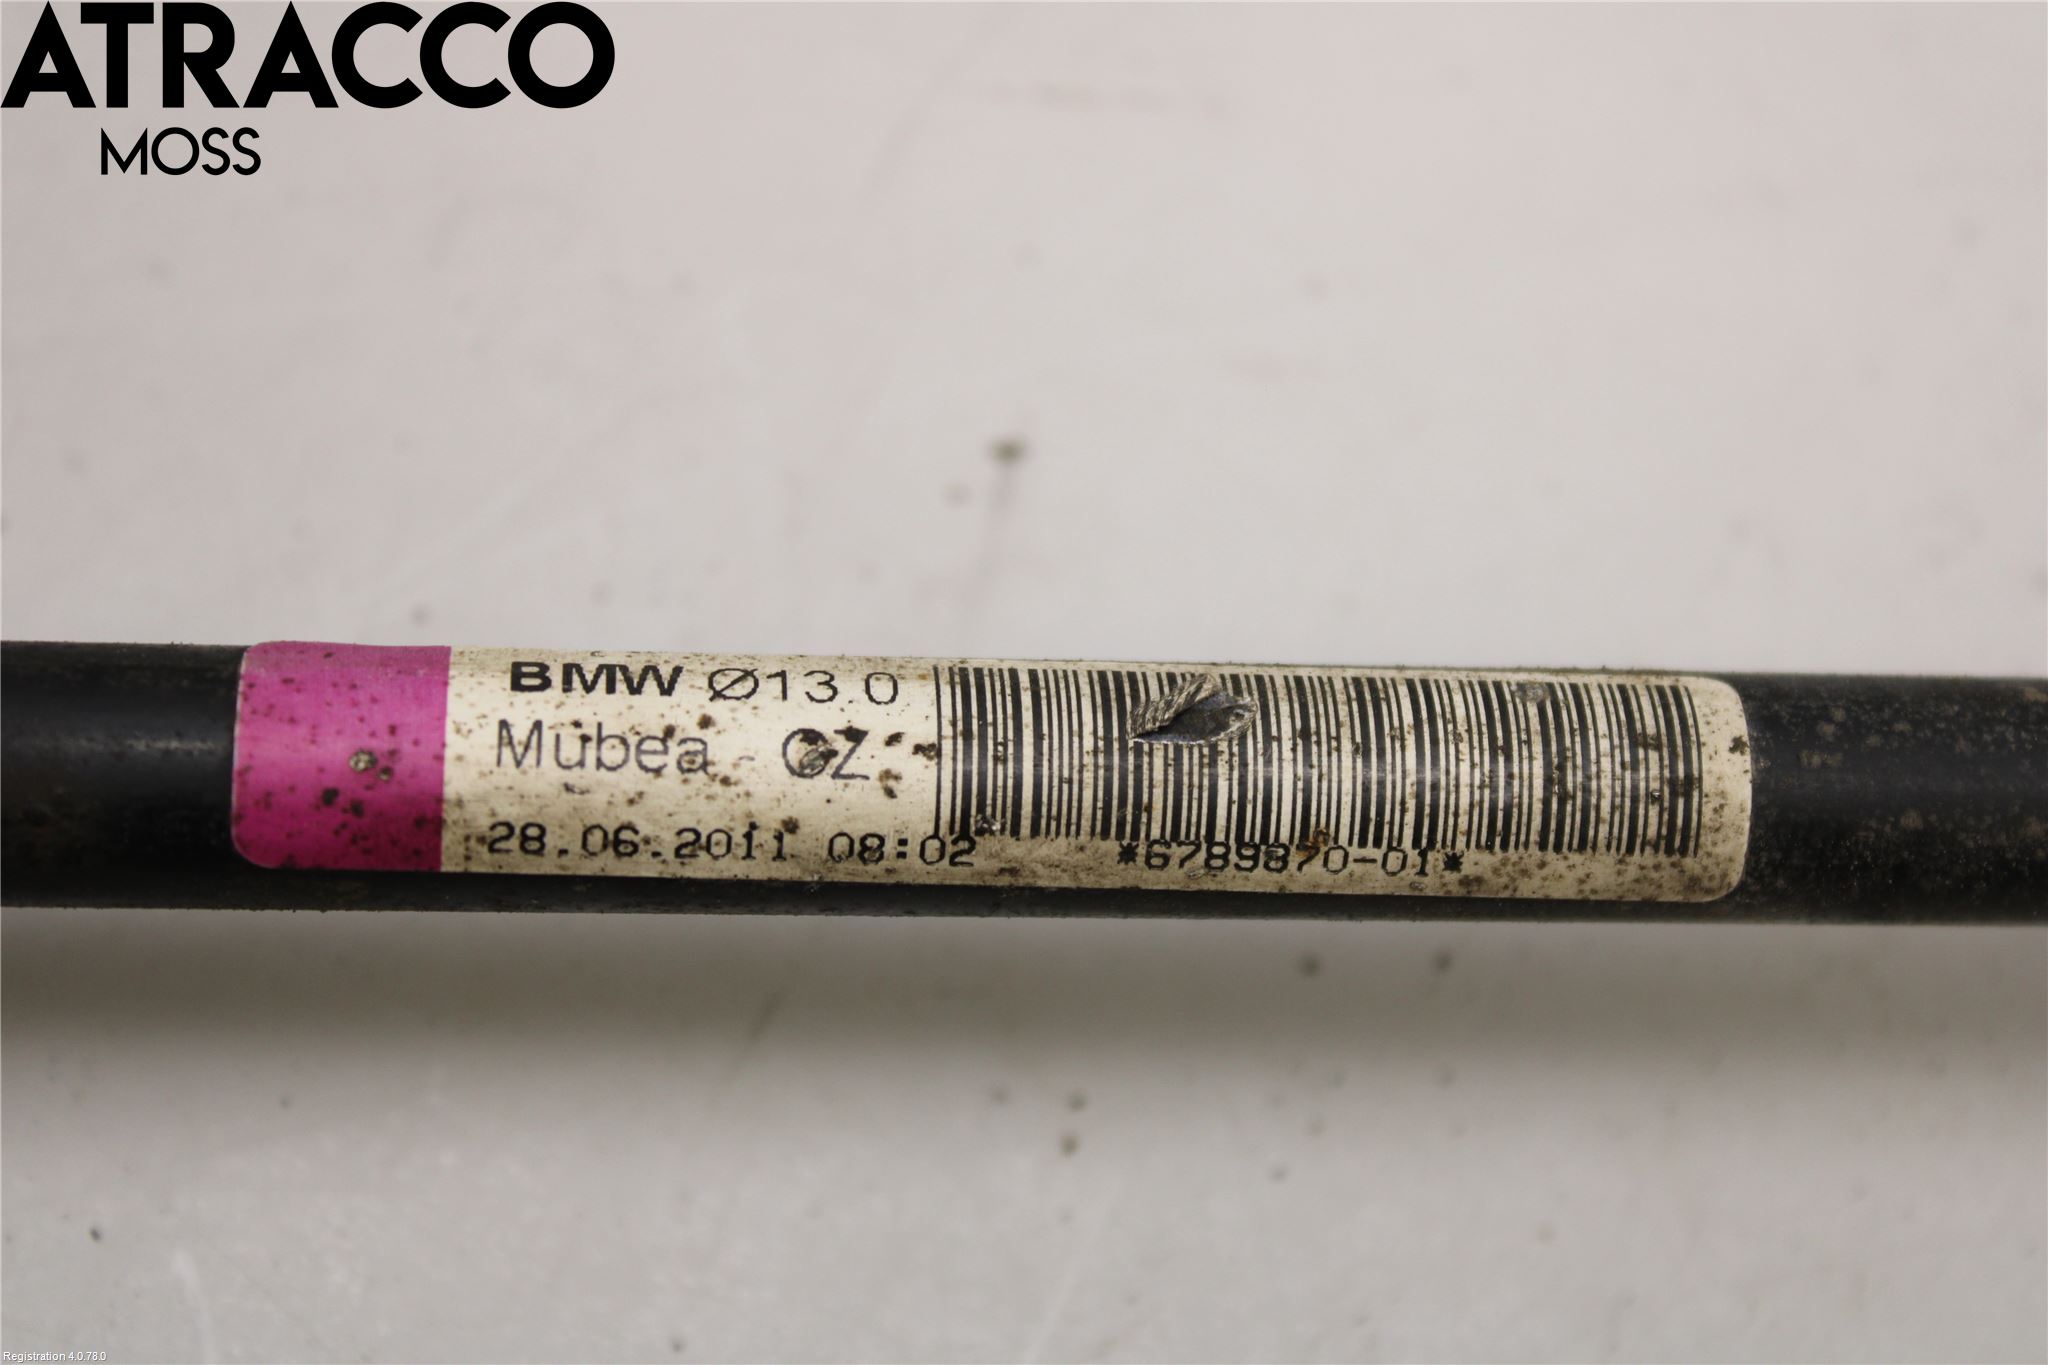 ATRACCO
MOSS
BMW Ø13.0
Mubea - CZ
28.06.2011 08:02
*6789870-01*
Registration 4.0.78.0